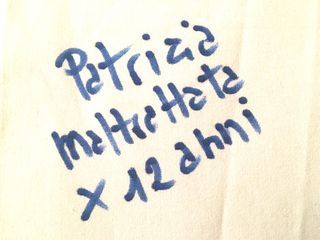 Patrizia
maltrattata
x 12 anni